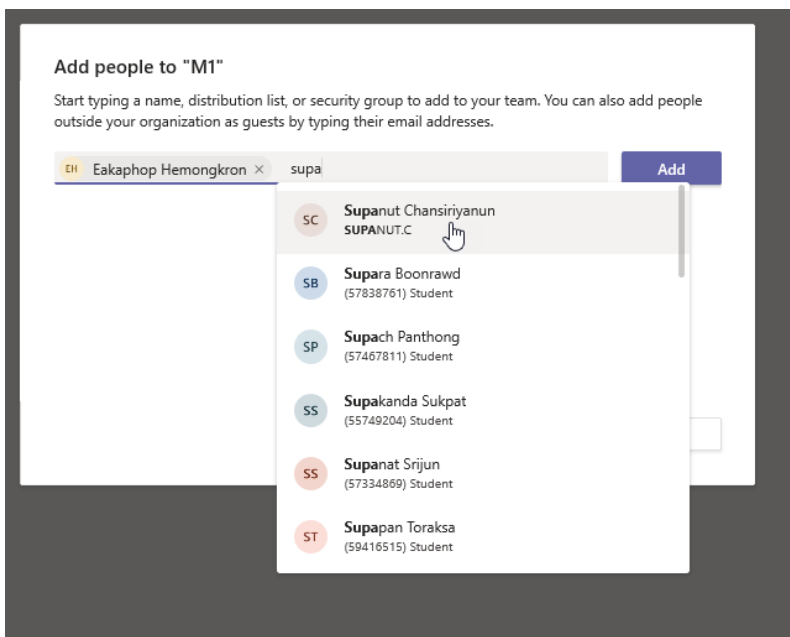 Add people to "M1"
Start typing a name, distribution list, or security group to add to your team. You can also add people
outside your organization as guests by typing their email addresses.
EH Eakaphop Hemongkron × supa Add
SC Supanut Chansiriyanun
SUPANUT.C
SB Supara Boonrawd
(57838761) Student
SP Supach Panthong
(57467811) Student
SS Supakanda Sukpat
(55749204) Student
SS Supanat Srijun
(57334869) Student
ST Supapan Toraksa
(59416515) Student